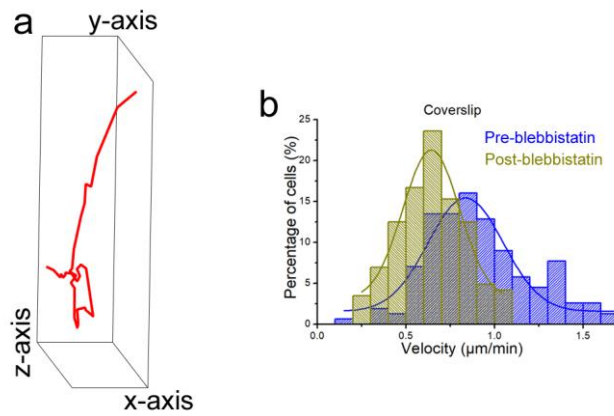 a
y-axis
z-axis
x-axis
b
Coverslip
Pre-blebbistatin
Post-blebbistatin
Percentage of cells (%)
25
20
15
10
5
0
0.0
0.5
1.0
1.5
Velocity (μm/min)